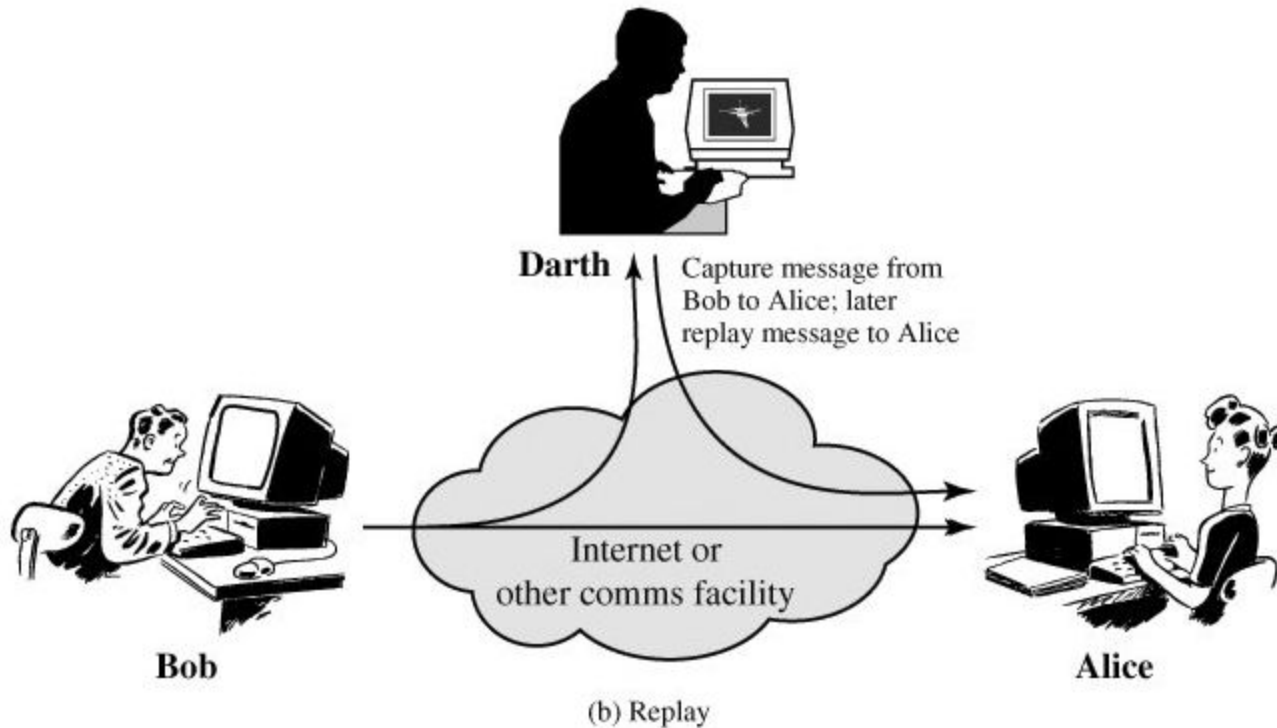 Darth
Capture message from
Bob to Alice; later
replay message to Alice
Internet or
other comms facility
Bob
Alice
(b) Replay